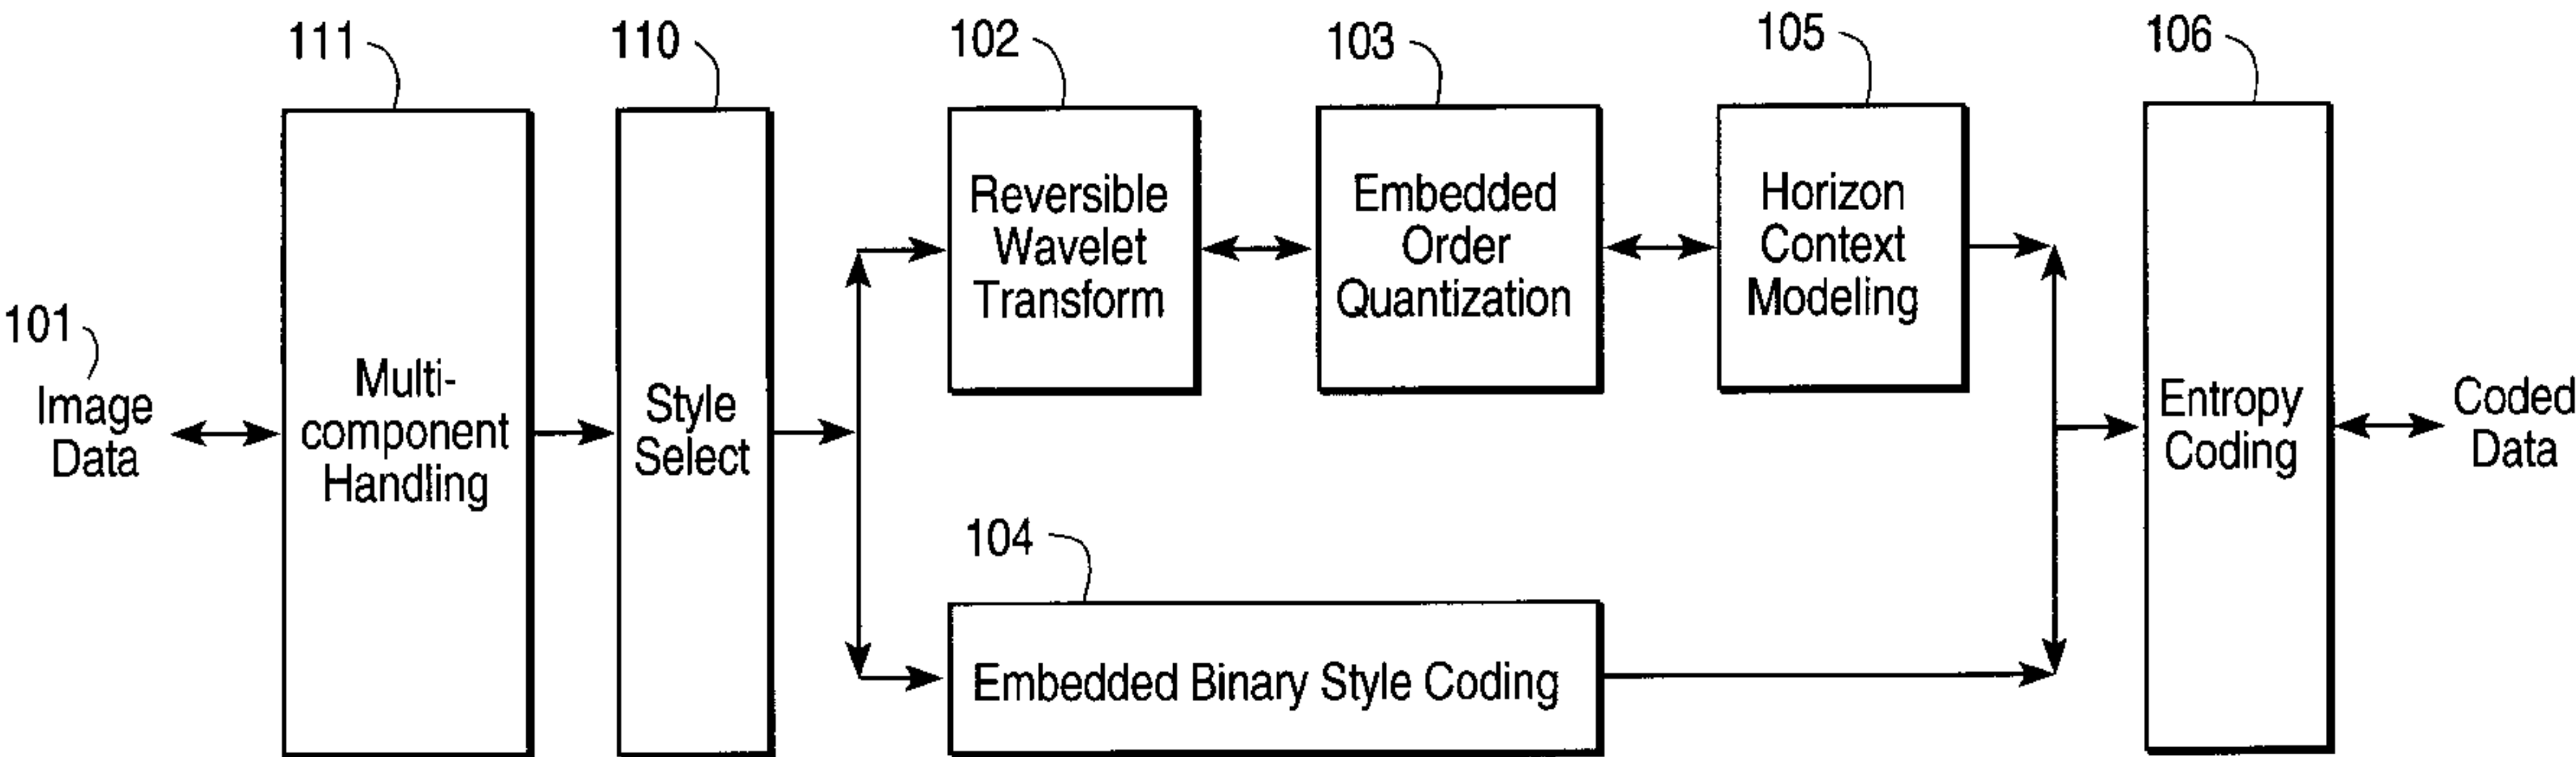 111
110
102
103
105
106
101
Image
Data
Multi-
component
Handling
Style
Select
Reversible
Wavelet
Transform
Embedded
Order
Quantization
Horizon
Context
Modeling
104
Embedded Binary Style Coding
Entropy
Coding
Coded
Data